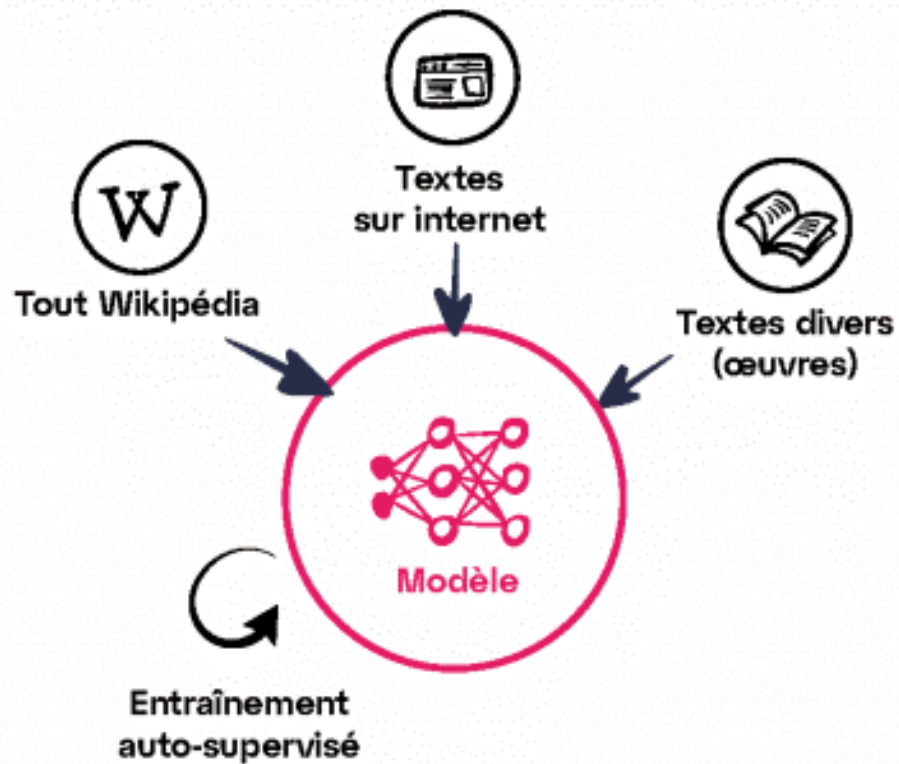 Textes
sur internet
W
Tout Wikipédia
Textes divers
(œuvres)
Modèle
Entraînement
auto-supervisé